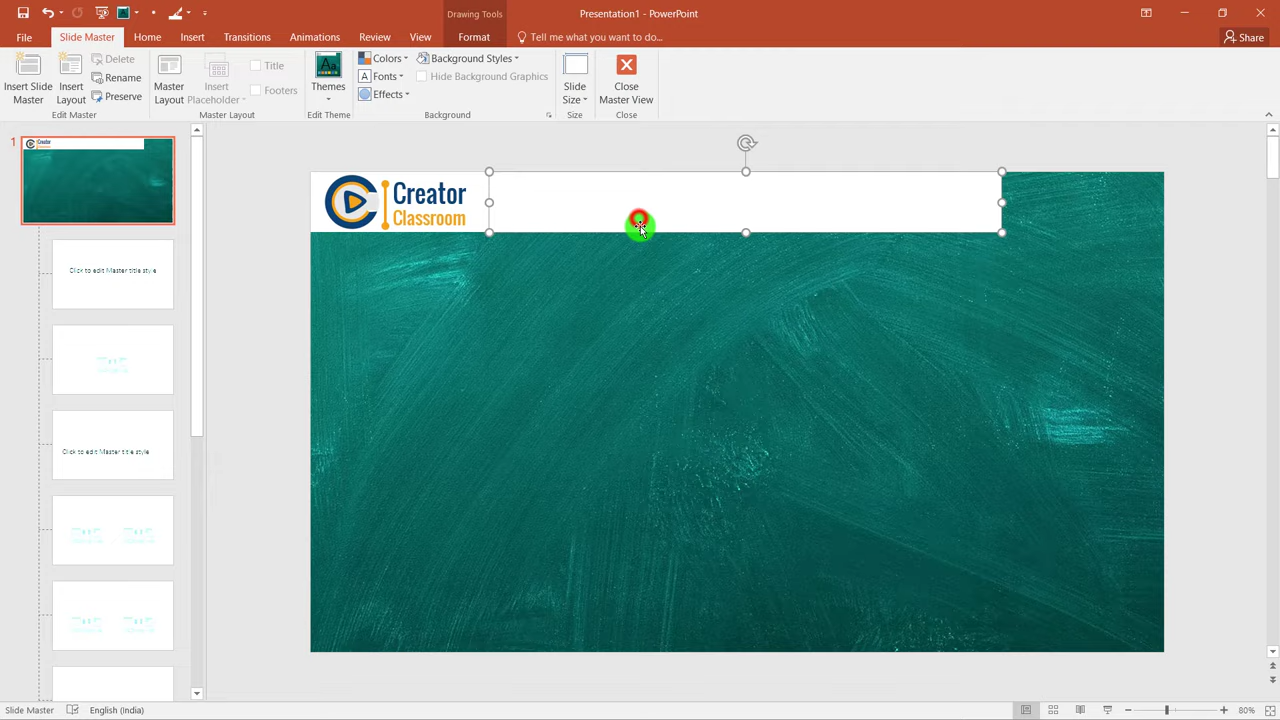 Drawing Tools
Presentation1 - PowerPoint
File
Slide Master
Home
Insert
Transitions
Animations
Review
View
Format
Tell me what you want to do...
Share
Insert Slide Master
Insert Layout
Delete
Rename
Preserve
Edit Master
Master Layout
Insert Placeholder
Title
Footers
Master Layout
Themes
Edit Theme
Colors
Fonts
Effects
Background Styles
Hide Background Graphics
Background
Slide Size
Size
Close Master View
Close
1
Creator Classroom
Click to edit Master title style
Click to edit Master title style
Creator
Classroom
Slide Master
English (India)
80%